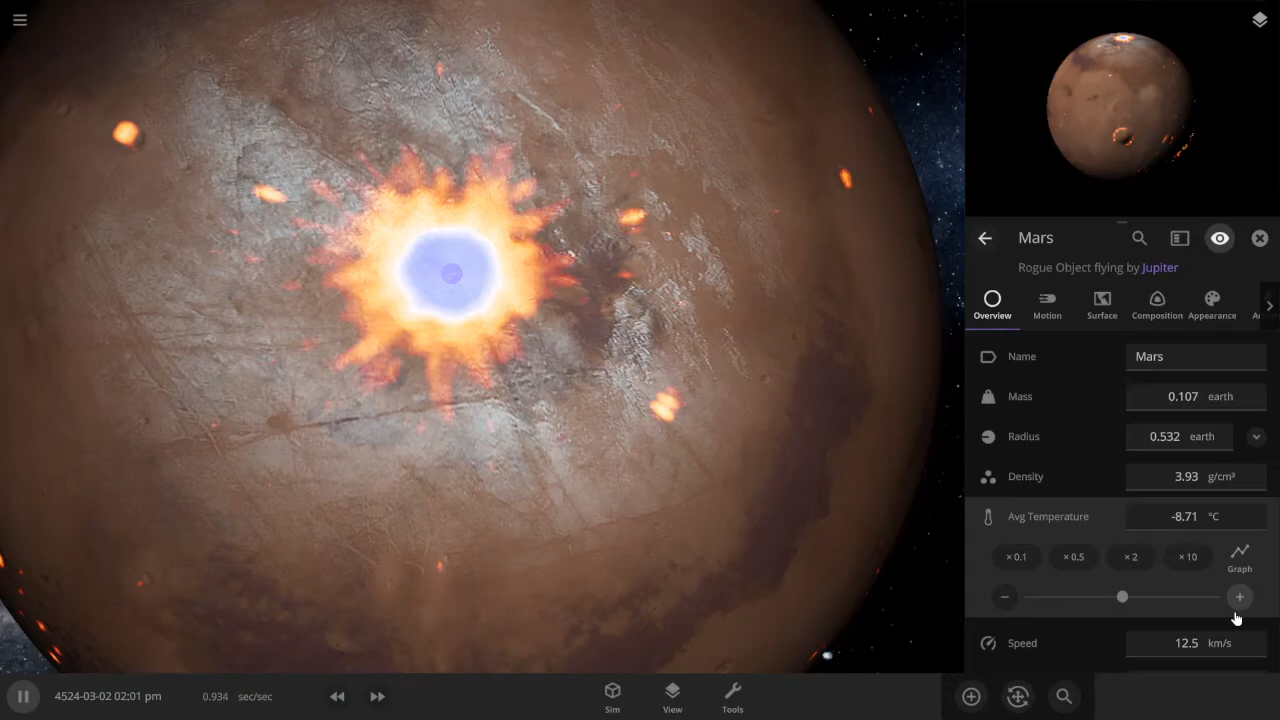 Mars
Rogue Object flying by Jupiter
Overview
Motion
Surface
Composition
Appearance
Name
Mars
Mass
0.107 earth
Radius
0.532 earth
Density
3.93 g/cm³
Avg Temperature
-8.71 °C
× 0.1
× 0.5
× 2
× 10
Graph
Speed
12.5 km/s
4524-03-02 02:01 pm
0.934 sec/sec
Sim
View
Tools